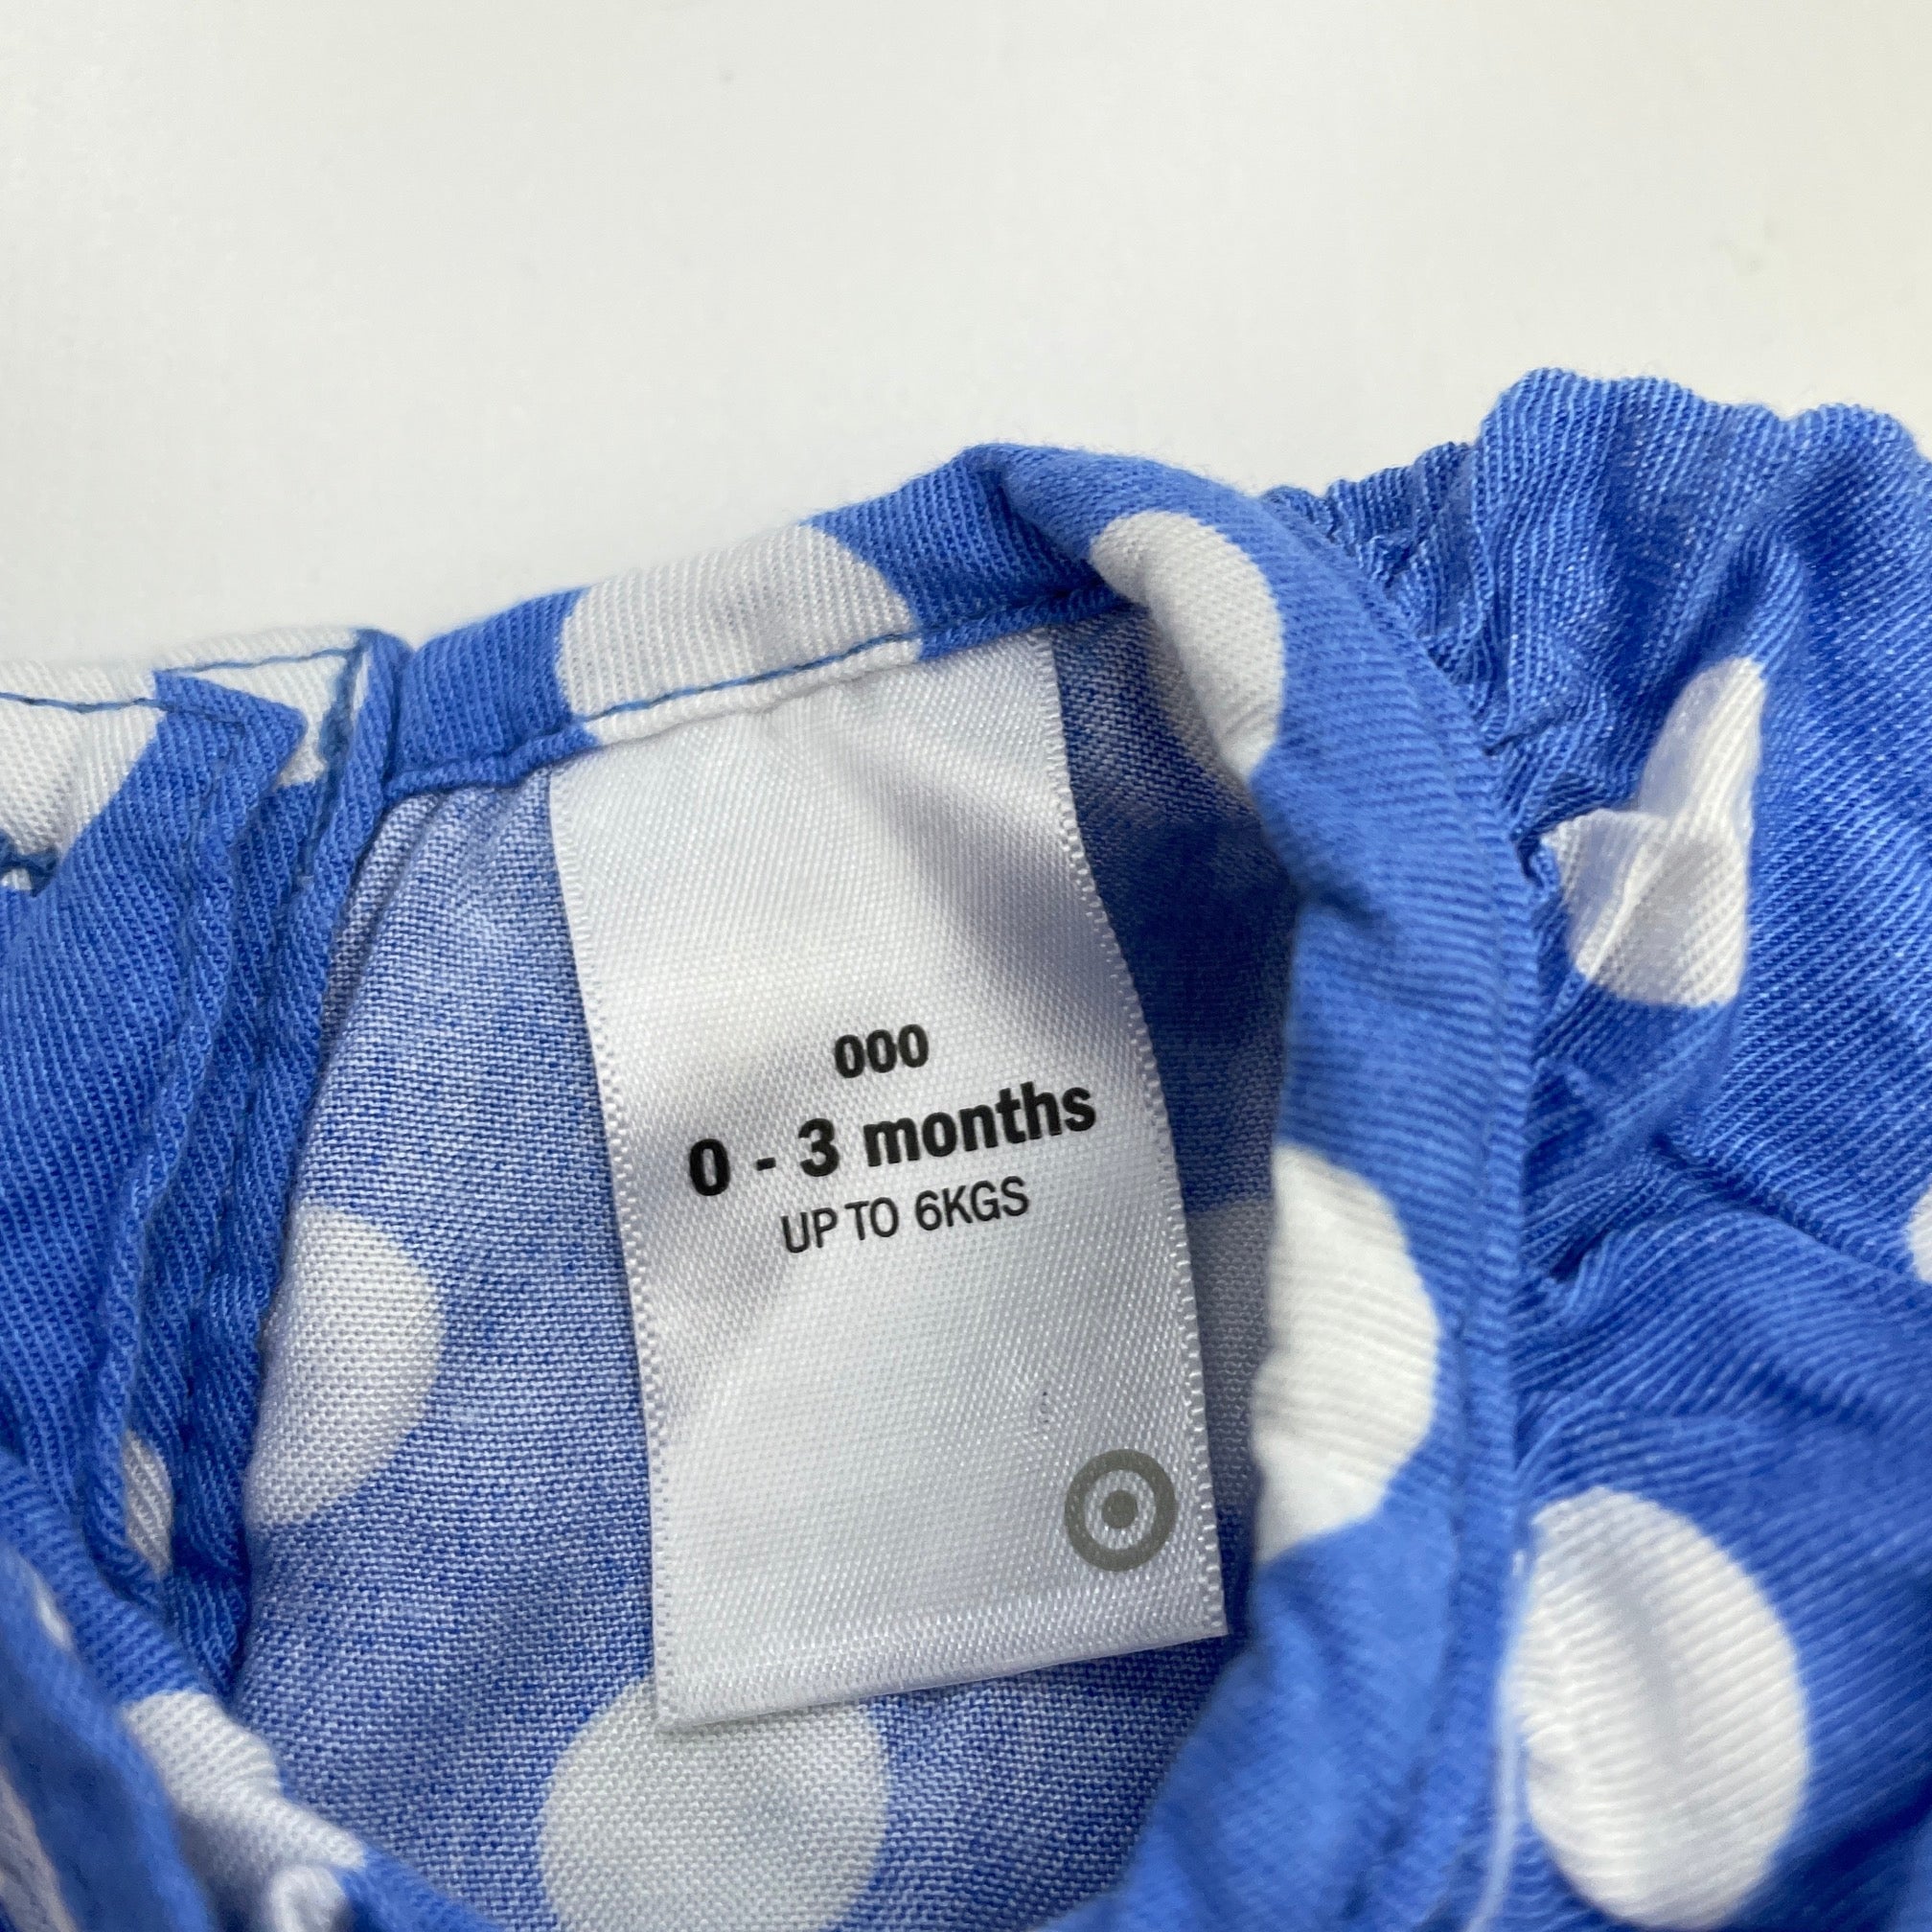 000
0 - 3 months
UP TO 6KGS